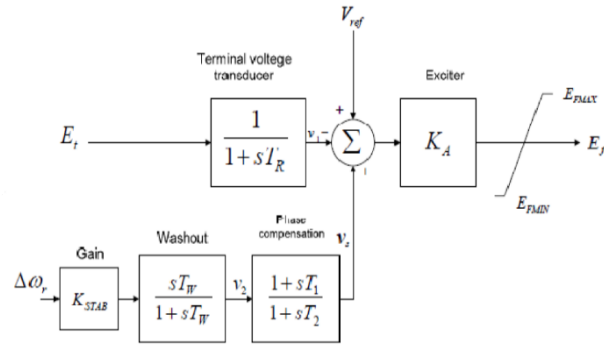 V_ref
Terminal voltege
transducer
Exciter
+
E_FMAX
E_t
1
1+sT_R
v_1
−
Σ
K_A
E_f
E_FMIN
Phase
compensation
Washout
v_s
Gain
Δω_r
K_STAB
sT_W
1+sT_W
v_2
1+sT_1
1+sT_2